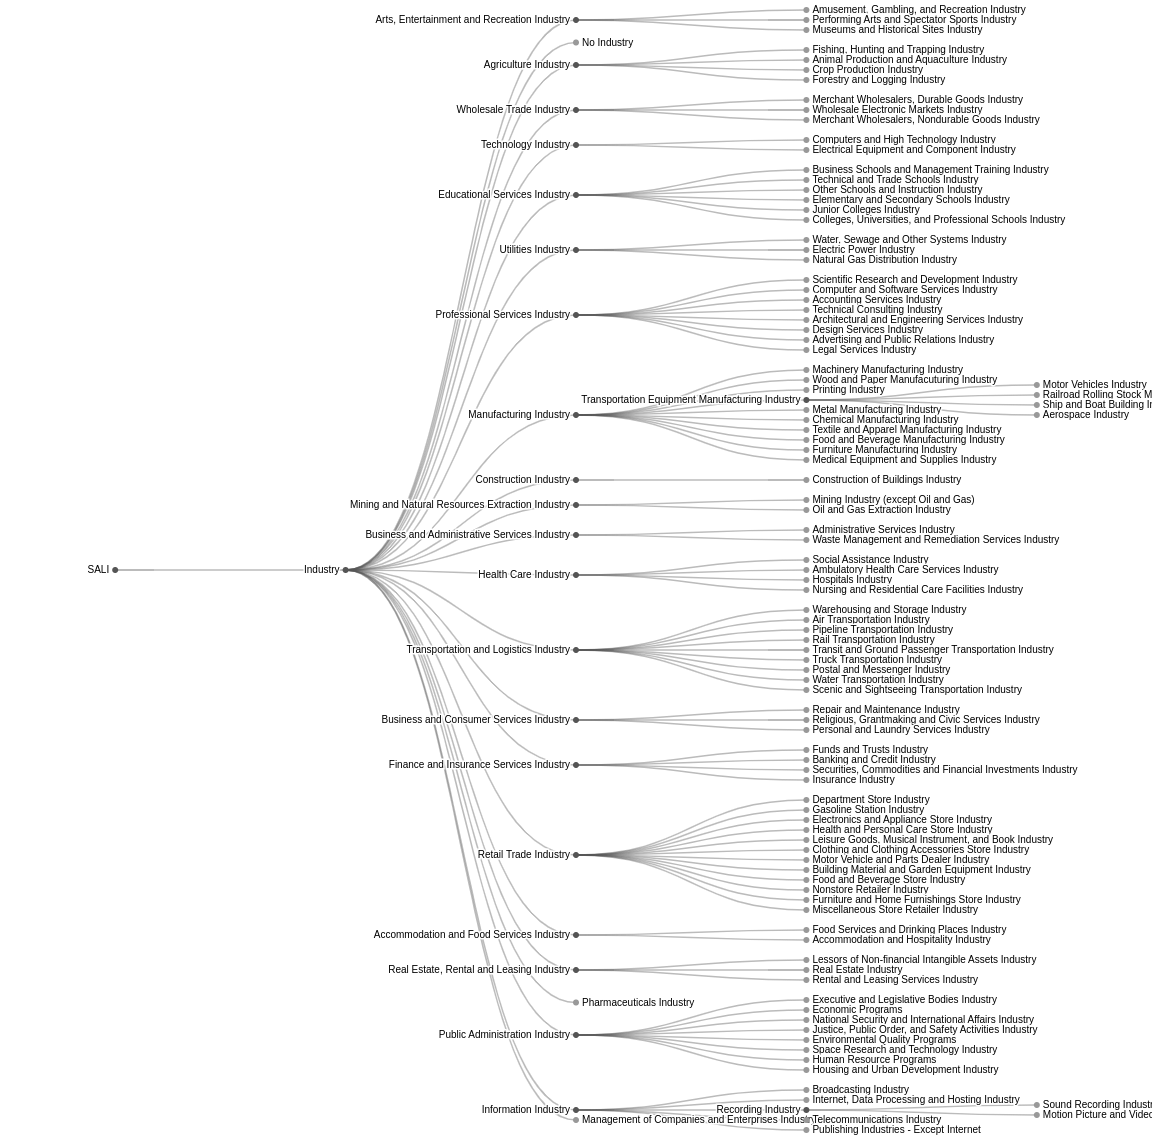 SALI
Industry
Arts, Entertainment and Recreation Industry
Amusement, Gambling, and Recreation Industry
Performing Arts and Spectator Sports Industry
Museums and Historical Sites Industry
No Industry
Agriculture Industry
Fishing, Hunting and Trapping Industry
Animal Production and Aquaculture Industry
Crop Production Industry
Forestry and Logging Industry
Wholesale Trade Industry
Merchant Wholesalers, Durable Goods Industry
Wholesale Electronic Markets Industry
Merchant Wholesalers, Nondurable Goods Industry
Technology Industry
Computers and High Technology Industry
Electrical Equipment and Component Industry
Educational Services Industry
Business Schools and Management Training Industry
Technical and Trade Schools Industry
Other Schools and Instruction Industry
Elementary and Secondary Schools Industry
Junior Colleges Industry
Colleges, Universities, and Professional Schools Industry
Utilities Industry
Water, Sewage and Other Systems Industry
Electric Power Industry
Natural Gas Distribution Industry
Professional Services Industry
Scientific Research and Development Industry
Computer and Software Services Industry
Accounting Services Industry
Technical Consulting Industry
Architectural and Engineering Services Industry
Design Services Industry
Advertising and Public Relations Industry
Legal Services Industry
Manufacturing Industry
Machinery Manufacturing Industry
Wood and Paper Manufacuturing Industry
Printing Industry
Transportation Equipment Manufacturing Industry
Motor Vehicles Industry
Railroad Rolling Stock M
Ship and Boat Building In
Aerospace Industry
Metal Manufacturing Industry
Chemical Manufacturing Industry
Textile and Apparel Manufacturing Industry
Food and Beverage Manufacturing Industry
Furniture Manufacturing Industry
Medical Equipment and Supplies Industry
Construction Industry
Construction of Buildings Industry
Mining and Natural Resources Extraction Industry
Mining Industry (except Oil and Gas)
Oil and Gas Extraction Industry
Business and Administrative Services Industry
Administrative Services Industry
Waste Management and Remediation Services Industry
Health Care Industry
Social Assistance Industry
Ambulatory Health Care Services Industry
Hospitals Industry
Nursing and Residential Care Facilities Industry
Transportation and Logistics Industry
Warehousing and Storage Industry
Air Transportation Industry
Pipeline Transportation Industry
Rail Transportation Industry
Transit and Ground Passenger Transportation Industry
Truck Transportation Industry
Postal and Messenger Industry
Water Transportation Industry
Scenic and Sightseeing Transportation Industry
Business and Consumer Services Industry
Repair and Maintenance Industry
Religious, Grantmaking and Civic Services Industry
Personal and Laundry Services Industry
Finance and Insurance Services Industry
Funds and Trusts Industry
Banking and Credit Industry
Securities, Commodities and Financial Investments Industry
Insurance Industry
Retail Trade Industry
Department Store Industry
Gasoline Station Industry
Electronics and Appliance Store Industry
Health and Personal Care Store Industry
Leisure Goods, Musical Instrument, and Book Industry
Clothing and Clothing Accessories Store Industry
Motor Vehicle and Parts Dealer Industry
Building Material and Garden Equipment Industry
Food and Beverage Store Industry
Nonstore Retailer Industry
Furniture and Home Furnishings Store Industry
Miscellaneous Store Retailer Industry
Accommodation and Food Services Industry
Food Services and Drinking Places Industry
Accommodation and Hospitality Industry
Real Estate, Rental and Leasing Industry
Lessors of Non-financial Intangible Assets Industry
Real Estate Industry
Rental and Leasing Services Industry
Pharmaceuticals Industry
Public Administration Industry
Executive and Legislative Bodies Industry
Economic Programs
National Security and International Affairs Industry
Justice, Public Order, and Safety Activities Industry
Environmental Quality Programs
Space Research and Technology Industry
Human Resource Programs
Housing and Urban Development Industry
Information Industry
Broadcasting Industry
Internet, Data Processing and Hosting Industry
Recording Industry
Sound Recording Industr
Motion Picture and Video
Management of Companies and Enterprises Industry
Telecommunications Industry
Publishing Industries - Except Internet